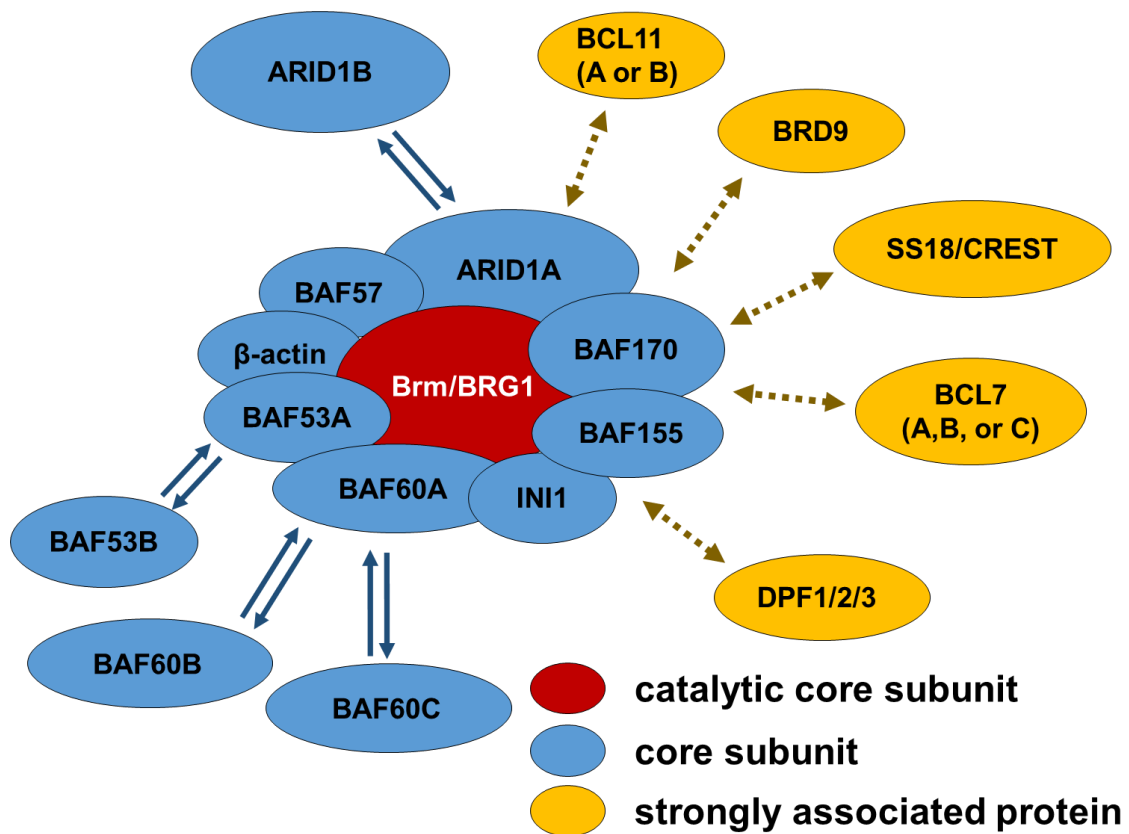 BCL11
(A or B)
ARID1B
BRD9
SS18/CREST
ARID1A
BAF57
BAF170
β-actin
Brm/BRG1
BCL7
(A,B, or C)
BAF53A
BAF155
BAF60A
INI1
BAF53B
DPF1/2/3
BAF60B
BAF60C
catalytic core subunit
core subunit
strongly associated protein